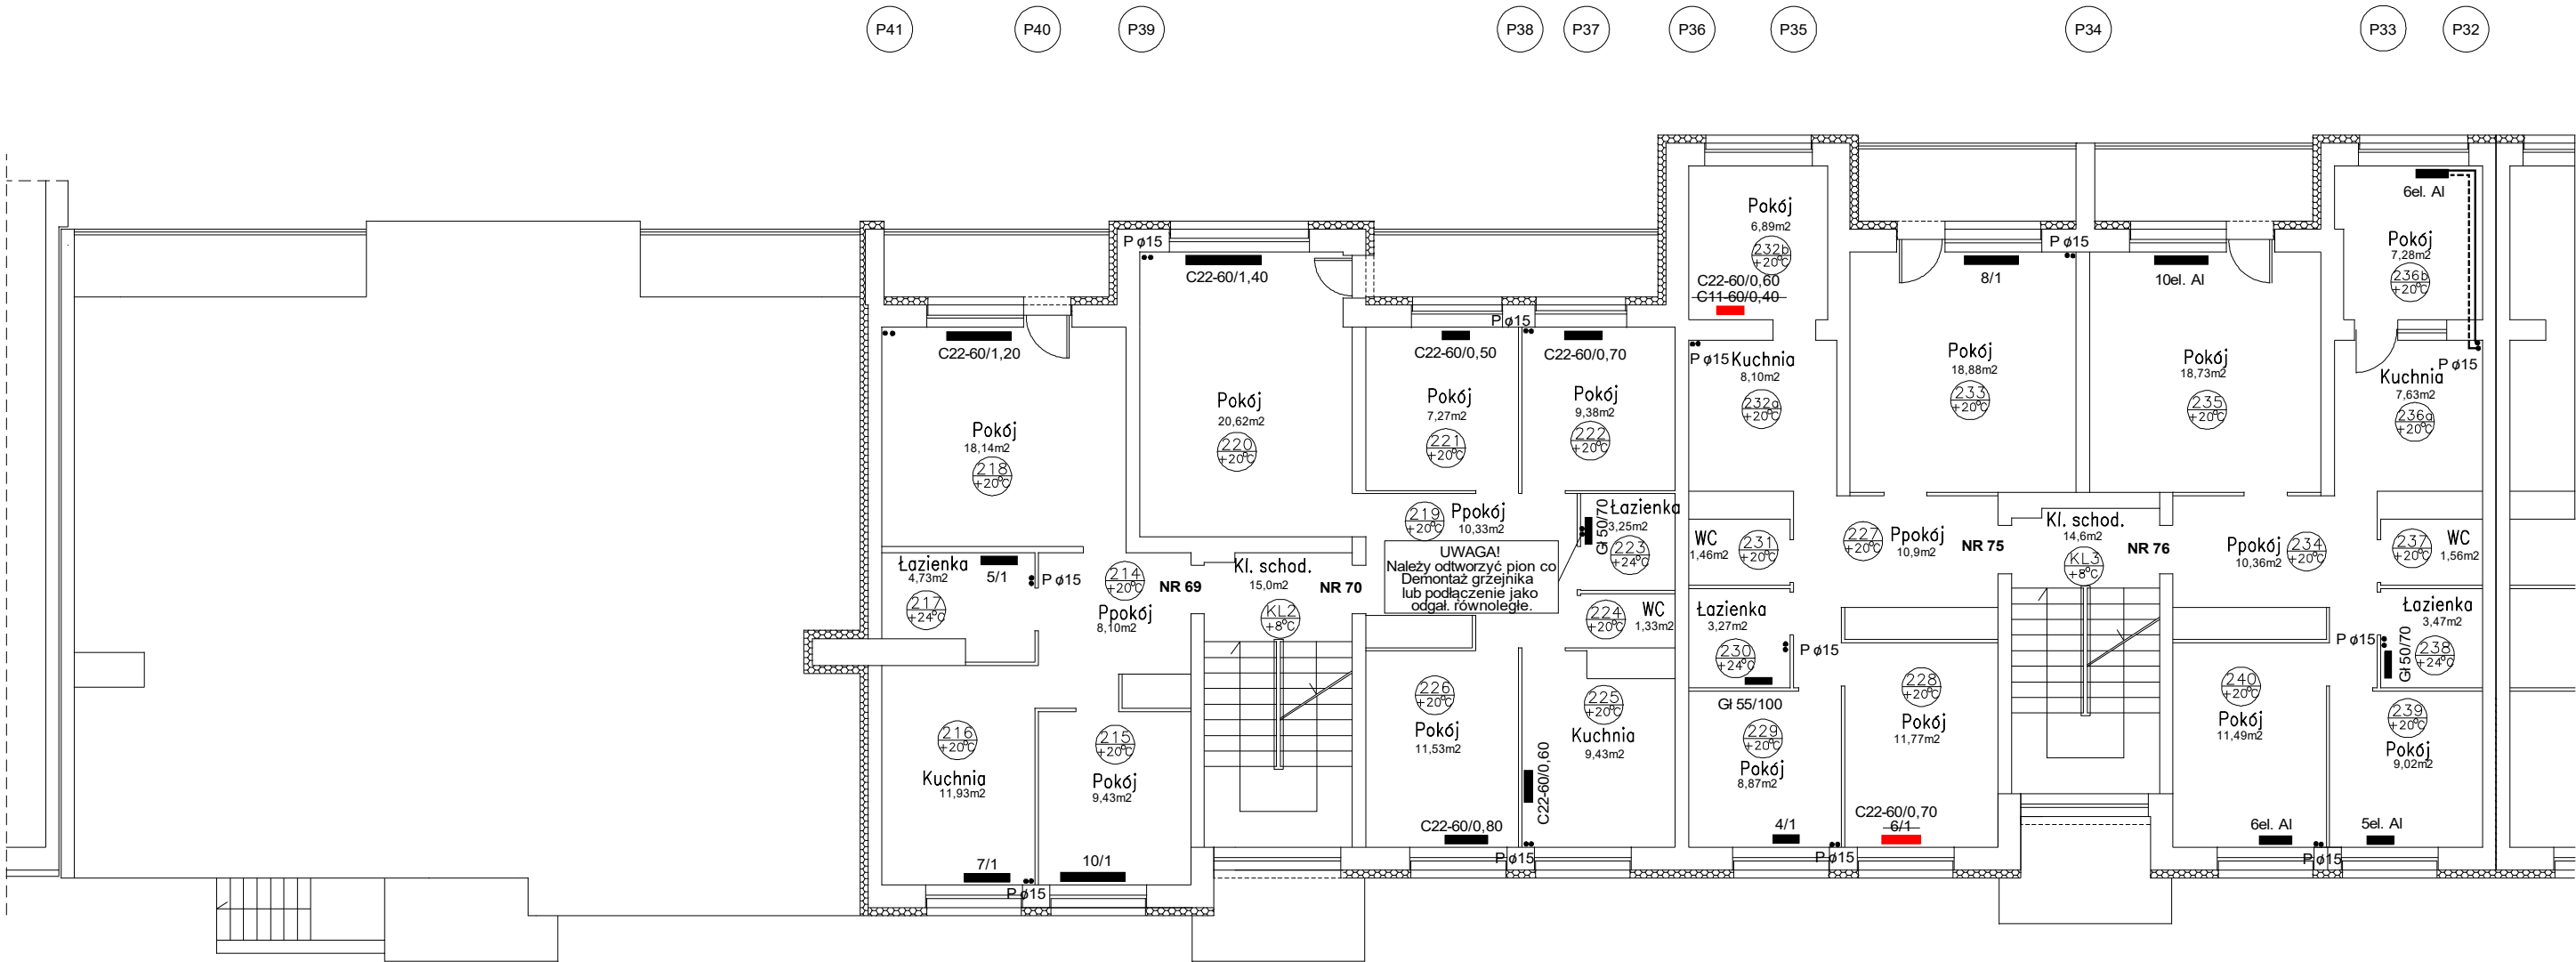 P41
P40
P39
P38
P37
P36
P35
P34
P33
P32
P ø15
C22-60/1,40
C22-60/1,20
Pokój
18,14m2
218
+20°C
Pokój
20,62m2
220
+20°C
P ø15
C22-60/0,50
C22-60/0,70
Pokój
7,27m2
221
+20°C
Pokój
9,38m2
222
+20°C
Pokój
6,89m2
232b
+20°C
C22-60/0,60
C11-60/0,40
P ø15
Kuchnia
8,10m2
232a
+20°C
P ø15
8/1
10el. Al
Pokój
18,88m2
233
+20°C
Pokój
18,73m2
235
+20°C
6el. Al
Pokój
7,28m2
236b
+20°C
P ø15
Kuchnia
7,63m2
236a
+20°C
Łazienka
4,73m2
217
+24°C
5/1
P ø15
214
+20°C
Ppokój
8,10m2
NR 69
Kl. schod.
15,0m2
KL2
+8°C
NR 70
219
+20°C
Ppokój
10,33m2
UWAGA!
Należy odtworzyć pion co
Demontaż grzejnika
lub podłączenie jako
odgał. równoległe.
Gł 50/70
Łazienka
3,25m2
223
+24°C
224
+20°C
WC
1,33m2
WC
1,46m2
231
+20°C
227
+20°C
Ppokój
10,9m2
NR 75
Kl. schod.
14,6m2
KL3
+8°C
NR 76
Ppokój
10,36m2
234
+20°C
237
+20°C
WC
1,56m2
Łazienka
3,27m2
230
+24°C
P ø15
Gł 55/100
P ø15
Gł 50/70
Łazienka
3,47m2
238
+24°C
216
+20°C
Kuchnia
11,93m2
7/1
215
+20°C
Pokój
9,43m2
10/1
P ø15
226
+20°C
Pokój
11,53m2
C22-60/0,80
C22-60/0,60
P ø15
225
+20°C
Kuchnia
9,43m2
229
+20°C
Pokój
8,87m2
4/1
P ø15
228
+20°C
Pokój
11,77m2
C22-60/0,70
6/1
240
+20°C
Pokój
11,49m2
6el. Al
P ø15
239
+20°C
Pokój
9,02m2
5el. Al